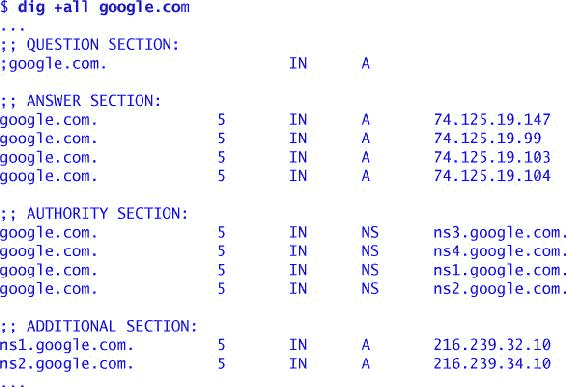 $ dig +all google.com
...
;; QUESTION SECTION:
;google.com. IN A
;; ANSWER SECTION:
google.com. 5 IN A 74.125.19.147
google.com. 5 IN A 74.125.19.99
google.com. 5 IN A 74.125.19.103
google.com. 5 IN A 74.125.19.104
;; AUTHORITY SECTION:
google.com. 5 IN NS ns3.google.com.
google.com. 5 IN NS ns4.google.com.
google.com. 5 IN NS ns1.google.com.
google.com. 5 IN NS ns2.google.com.
;; ADDITIONAL SECTION:
ns1.google.com. 5 IN A 216.239.32.10
ns2.google.com. 5 IN A 216.239.34.10
...